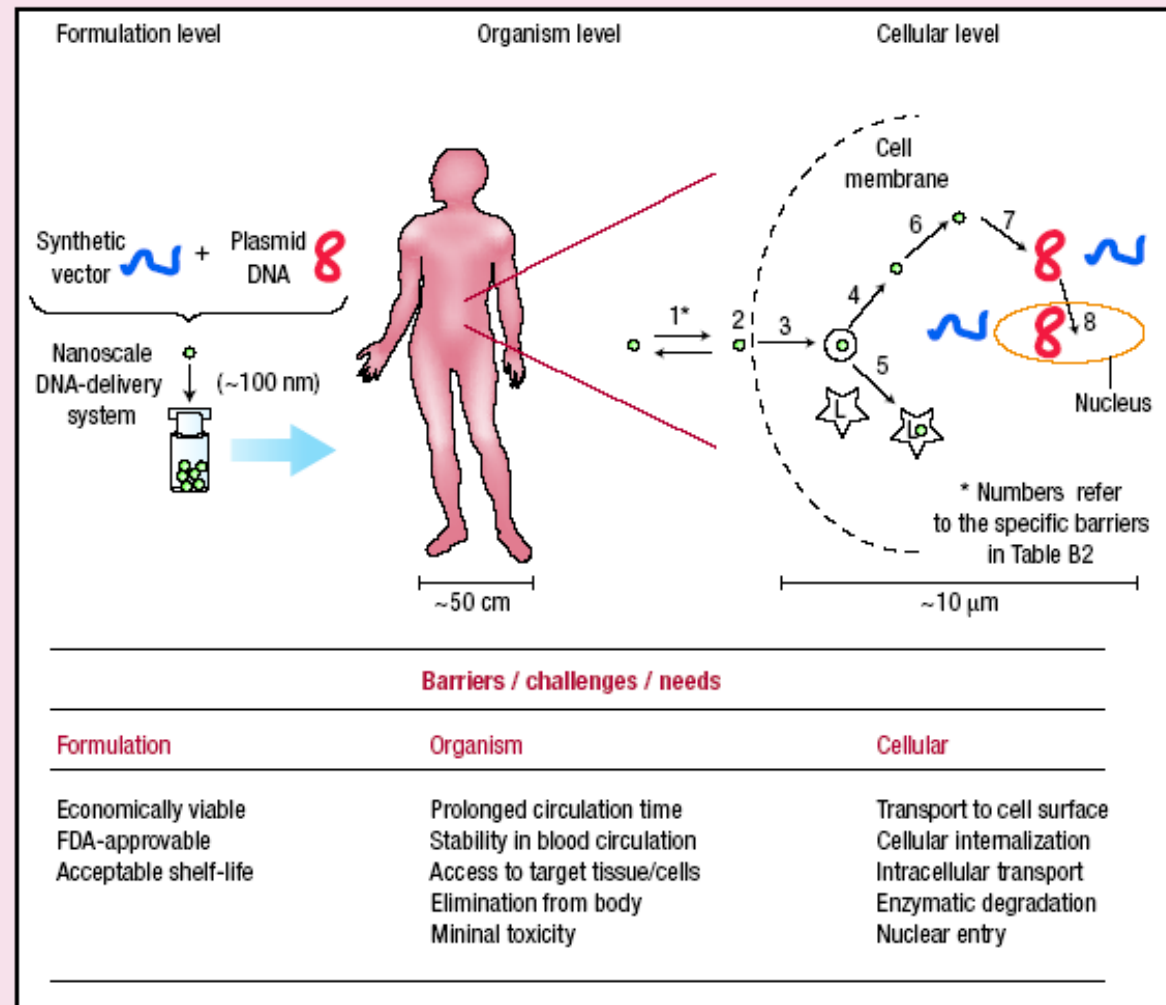 Formulation level
Organism level
Cellular level
Cell
membrane
Synthetic
vector
+
Plasmid
DNA
Nanoscale
DNA-delivery
system
(~100 nm)
1*
2
3
4
5
6
7
8
L
L
Nucleus
* Numbers refer
to the specific barriers
in Table B2
~50 cm
~10 µm
Barriers / challenges / needs
Formulation
Organism
Cellular
Economically viable
Prolonged circulation time
Transport to cell surface
FDA-approvable
Stability in blood circulation
Cellular internalization
Acceptable shelf-life
Access to target tissue/cells
Intracellular transport
Elimination from body
Enzymatic degradation
Mininal toxicity
Nuclear entry